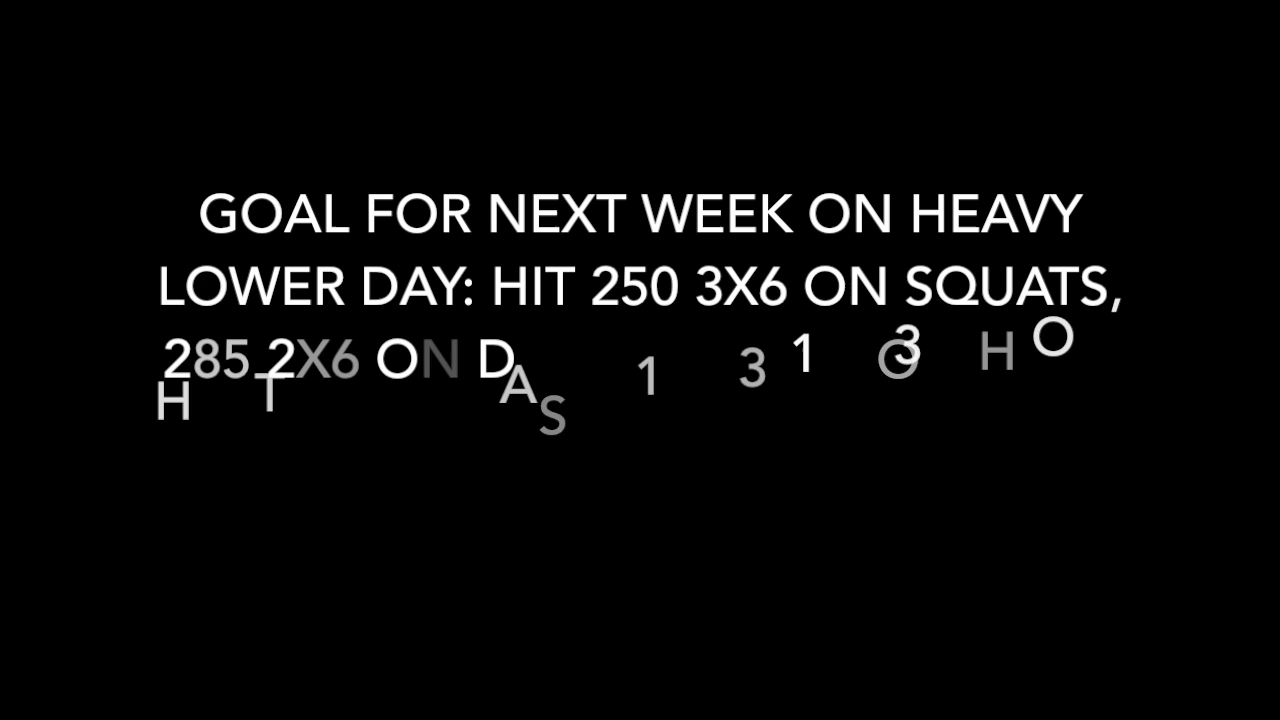 GOAL FOR NEXT WEEK ON HEAVY
LOWER DAY: HIT 250 3X6 ON SQUATS,
285 2X6 ON